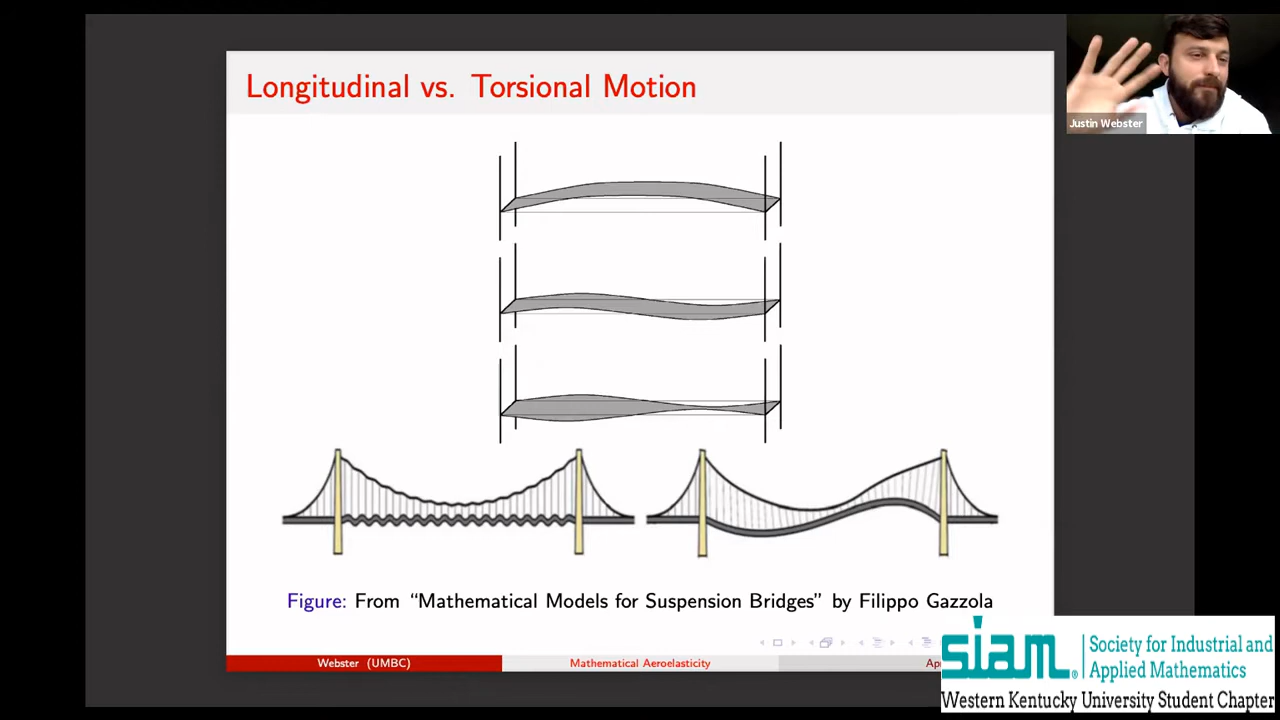 Longitudinal vs. Torsional Motion
Justin Webster
Figure: From “Mathematical Models for Suspension Bridges” by Filippo Gazzola
Webster (UMBC)
Mathematical Aeroelasticity
siam® Society for Industrial and
Applied Mathematics
Western Kentucky University Student Chapter